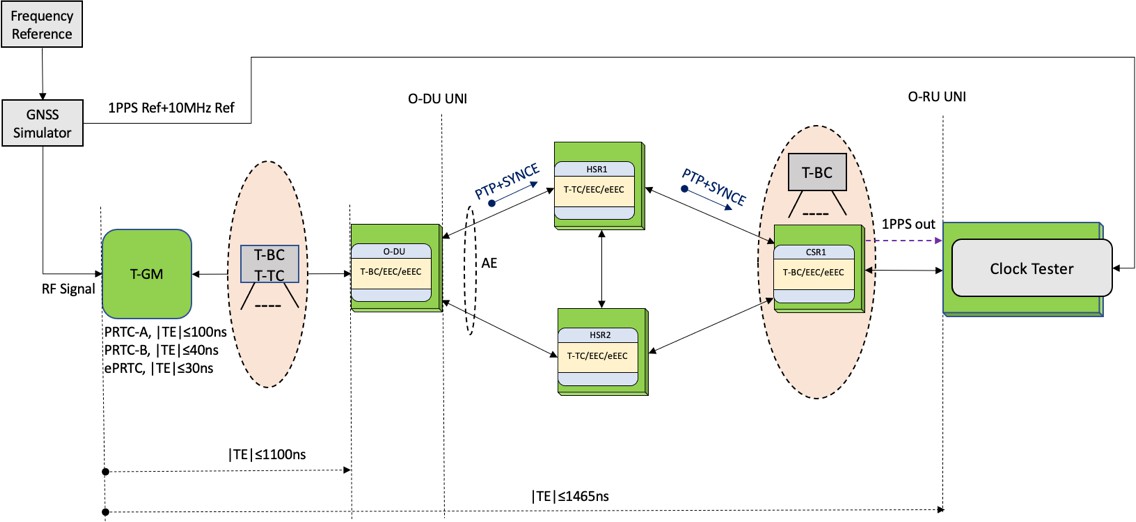 Frequency
Reference
GNSS
Simulator
1PPS Ref+10MHz Ref
O-DU UNI
O-RU UNI
RF Signal
T-GM
PRTC-A, |TE|≤100ns
PRTC-B, |TE|≤40ns
ePRTC, |TE|≤30ns
T-BC
T-TC
----
O-DU
T-BC/EEC/eEEC
AE
PTP+SYNCE
HSR1
T-TC/EEC/eEEC
HSR2
T-TC/EEC/eEEC
PTP+SYNCE
T-BC
----
CSR1
T-BC/EEC/eEEC
1PPS out
Clock Tester
|TE|≤1100ns
|TE|≤1465ns